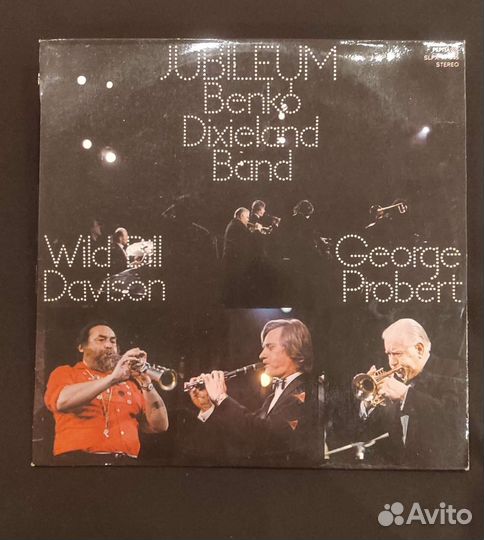 JUBILEUM
Benkó
Dixieland
Band
STEREO
Wild Bill
Davison
George
Probert
Avito